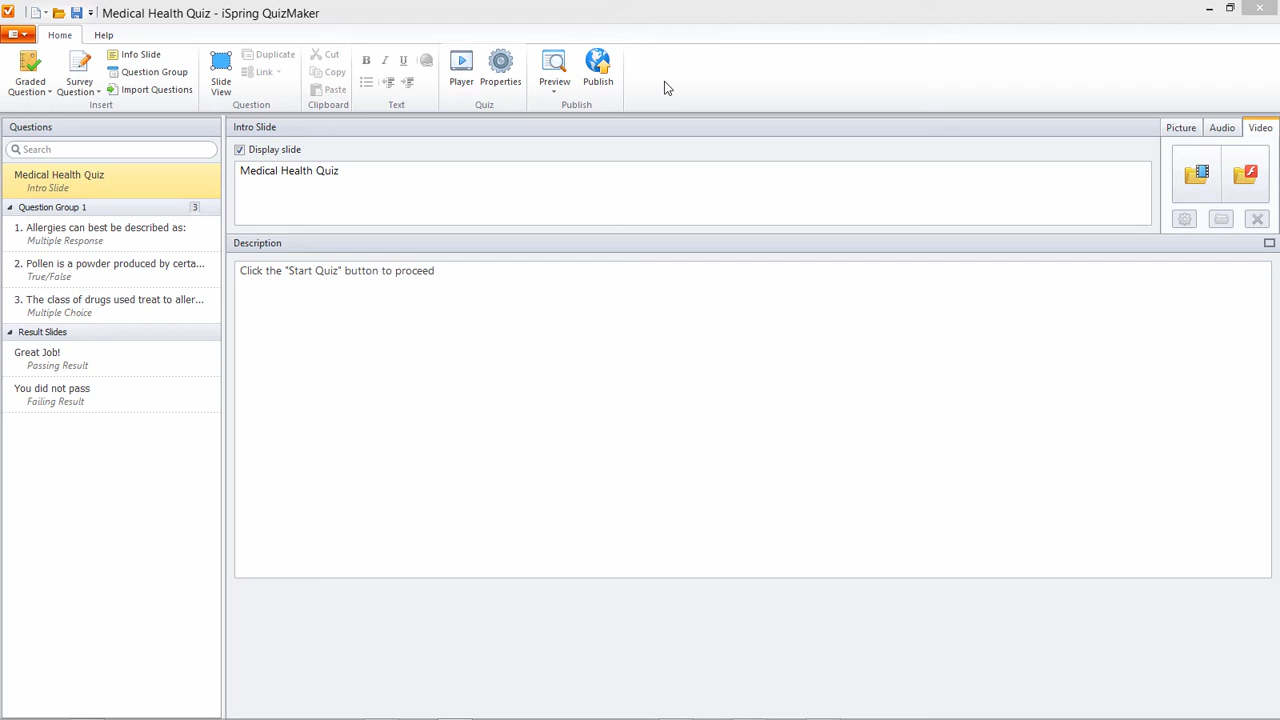 Medical Health Quiz - iSpring QuizMaker
Home
Help
Graded Question
Survey Question
Info Slide
Question Group
Import Questions
Insert
Slide View
Duplicate
Link
Question
Cut
Copy
Paste
Clipboard
B I U
Text
Player
Properties
Quiz
Preview
Publish
Publish
Questions
Search
Medical Health Quiz
Intro Slide
Question Group 1
3
1. Allergies can best be described as:
Multiple Response
2. Pollen is a powder produced by certa...
True/False
3. The class of drugs used treat to aller...
Multiple Choice
Result Slides
Great Job!
Passing Result
You did not pass
Failing Result
Intro Slide
Display slide
Medical Health Quiz
Picture
Audio
Video
Description
Click the "Start Quiz" button to proceed